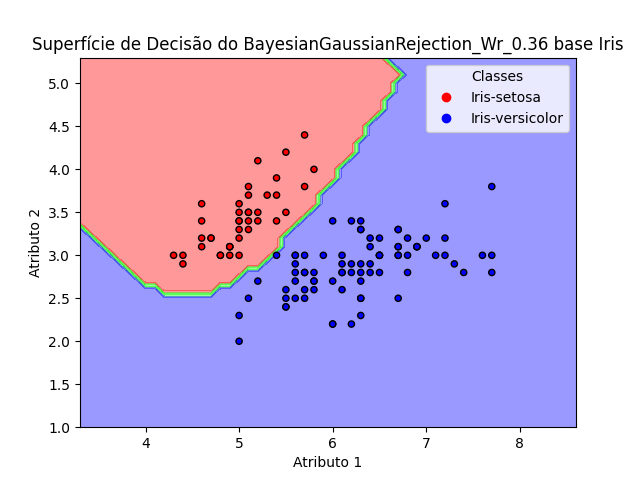 Superfície de Decisão do BayesianGaussianRejection_Wr_0.36 base Iris
Classes
Iris-setosa
Iris-versicolor
5.0
4.5
4.0
3.5
3.0
2.5
2.0
1.5
1.0
Atributo 2
4 5 6 7 8
Atributo 1